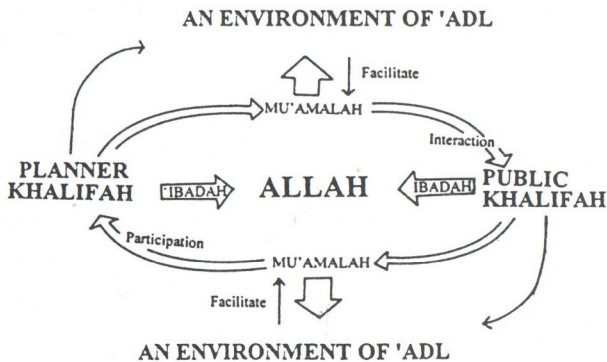 AN ENVIRONMENT OF 'ADL
Facilitate
MU'AMALAH
Interaction
PLANNER
KHALIFAH
'IBADAH
ALLAH
IBADAH
PUBLIC
KHALIFAH
Participation
MU'AMALAH
Facilitate
AN ENVIRONMENT OF 'ADL